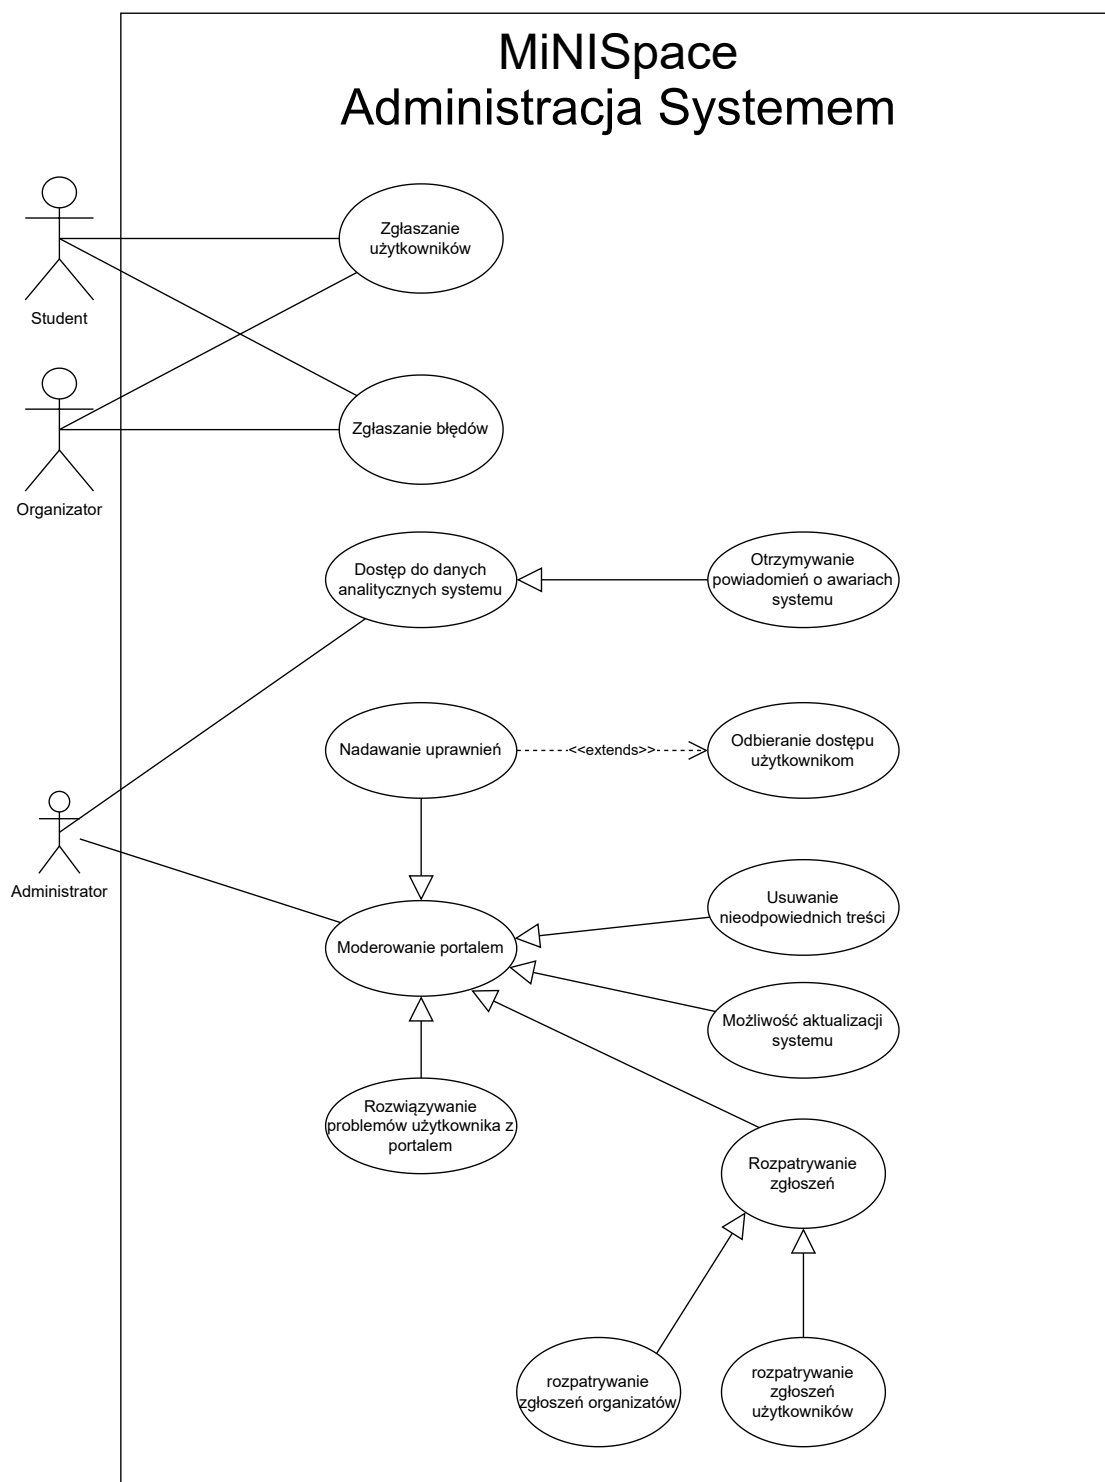 MiNISpace
Administracja Systemem
Zgłaszanie
użytkowników
Student
Zgłaszanie błędów
Organizator
Dostęp do danych
analitycznych systemu
Otrzymywanie
powiadomień o awariach
systemu
Nadawanie uprawnień
<<extends>>
Odbieranie dostępu
użytkownikom
Administrator
Usuwanie
nieodpowiednich treści
Moderowanie portalem
Możliwość aktualizacji
systemu
Rozwiązywanie
problemów użytkownika z
portalem
Rozpatrywanie
zgłoszeń
rozpatrywanie
zgłoszeń organizatów
rozpatrywanie
zgłoszeń
użytkowników